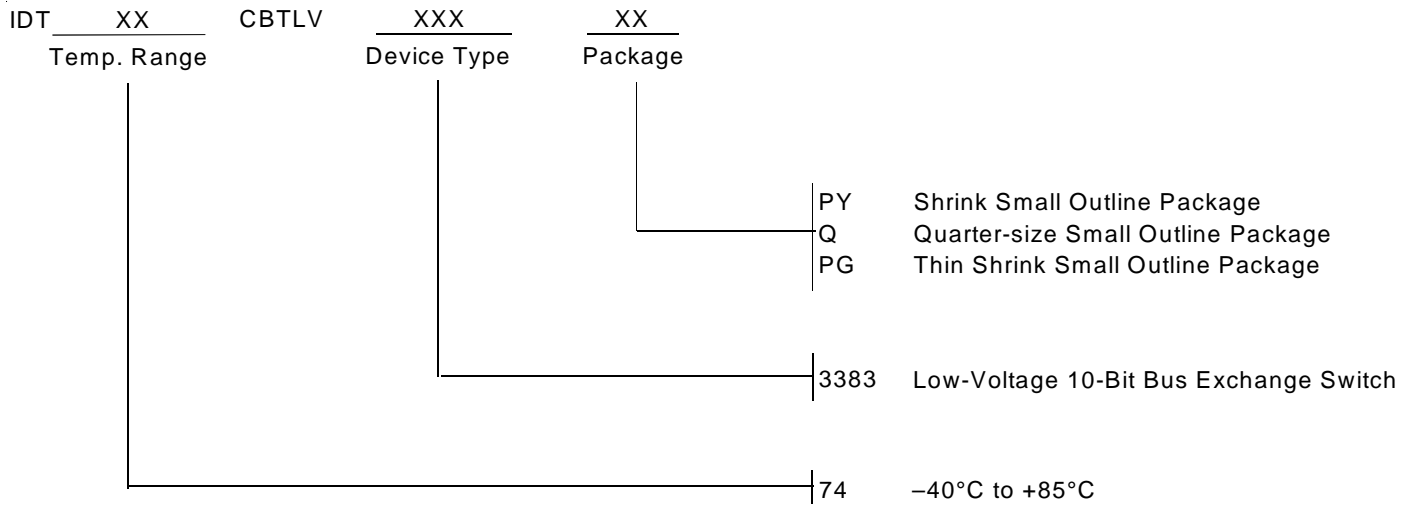 IDT XX CBTLV XXX XX
Temp. Range Device Type Package
PY Shrink Small Outline Package
Q Quarter-size Small Outline Package
PG Thin Shrink Small Outline Package
3383 Low-Voltage 10-Bit Bus Exchange Switch
74 –40°C to +85°C